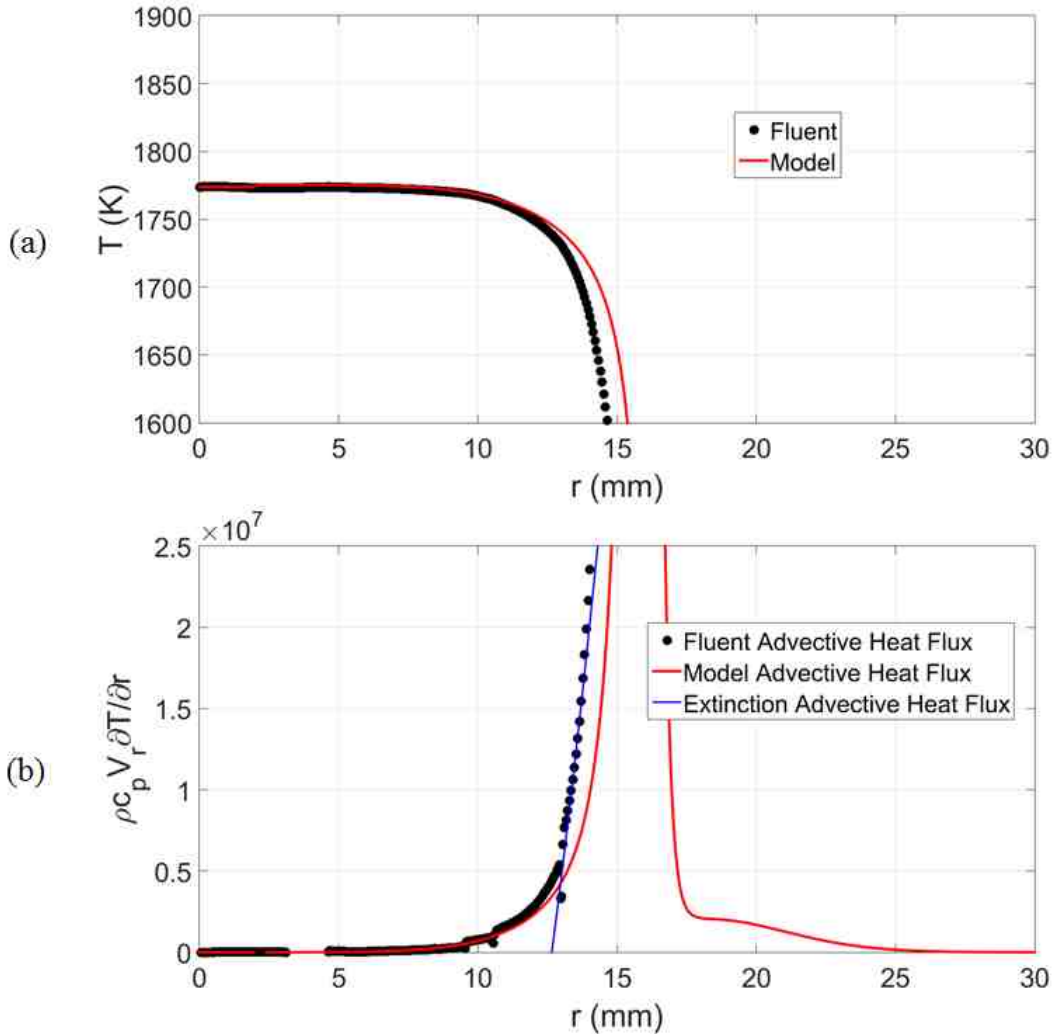 (a)
T (K)
1900
1850
1800
1750
1700
1650
1600
Fluent
Model
0 5 10 15 20 25 30
r (mm)
(b)
ρcpVr∂T/∂r
×10^7
2.5
2
1.5
1
0.5
0
Fluent Advective Heat Flux
Model Advective Heat Flux
Extinction Advective Heat Flux
0 5 10 15 20 25 30
r (mm)